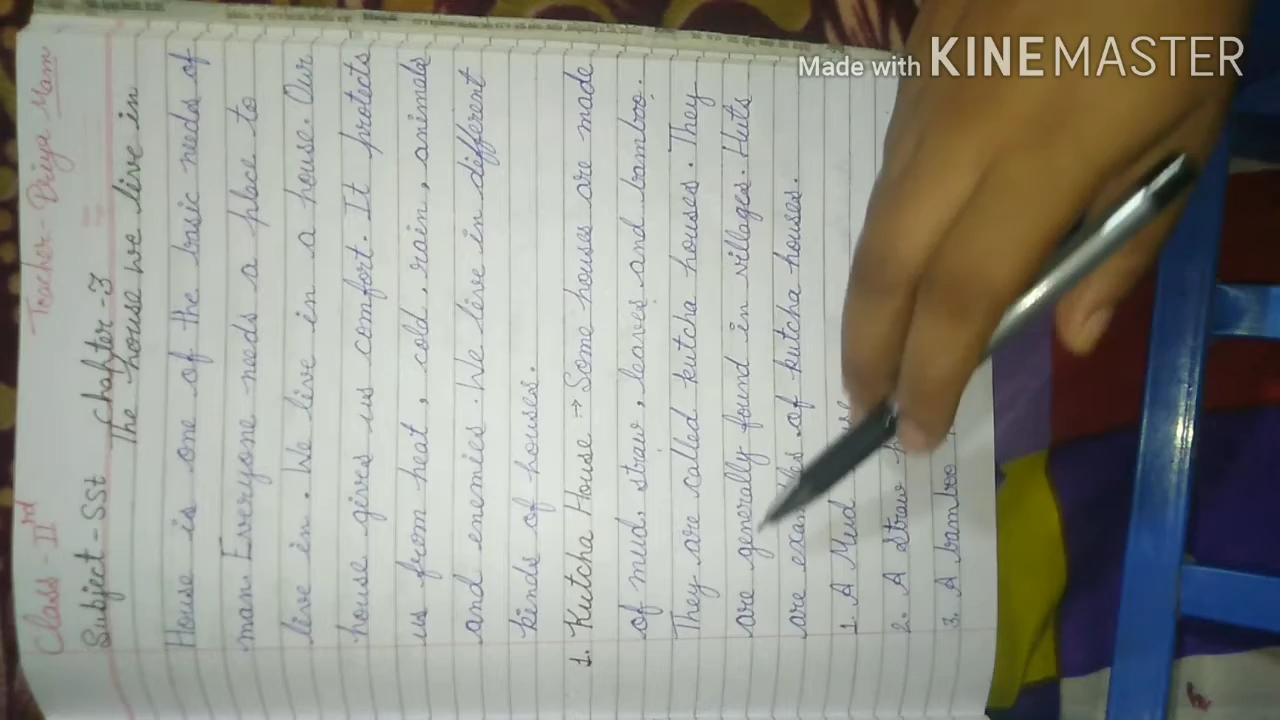 Class - IIrd Teacher - Priya Mam
Subject - SSt Chapter - 3
The house we live in
House is one of the basic needs of
man. Everyone needs a place to
live in. We live in a house. Our
house gives us comfort. It protects
us from heat, cold, rain, animals
and enemies. We live in different
kinds of houses.
1. Kutcha House → Some houses are made
of mud, straw, leaves and bamboo.
They are called kutcha houses. They
are generally found in villages. Huts
are of kutcha houses.
1. A Mud
2. A Straw
3. A bamboo
Made with KINEMASTER